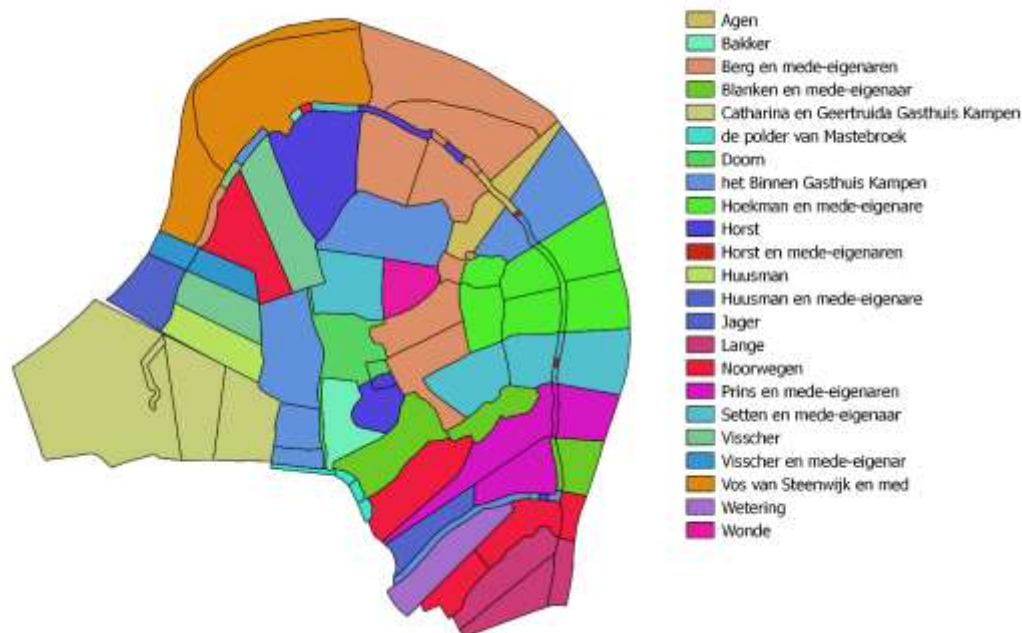 Agen
Bakker
Berg en mede-eigenaren
Blanken en mede-eigenaar
Catharina en Geertruida Gasthuis Kampen
de polder van Mastebroek
Doorn
het Binnen Gasthuis Kampen
Hoekman en mede-eigenare
Horst
Horst en mede-eigenaren
Huusman
Huusman en mede-eigenare
Jager
Lange
Noorwegen
Prins en mede-eigenaren
Setten en mede-eigenaar
Visscher
Visscher en mede-eigenar
Vos van Steenwijk en med
Wetering
Wonde